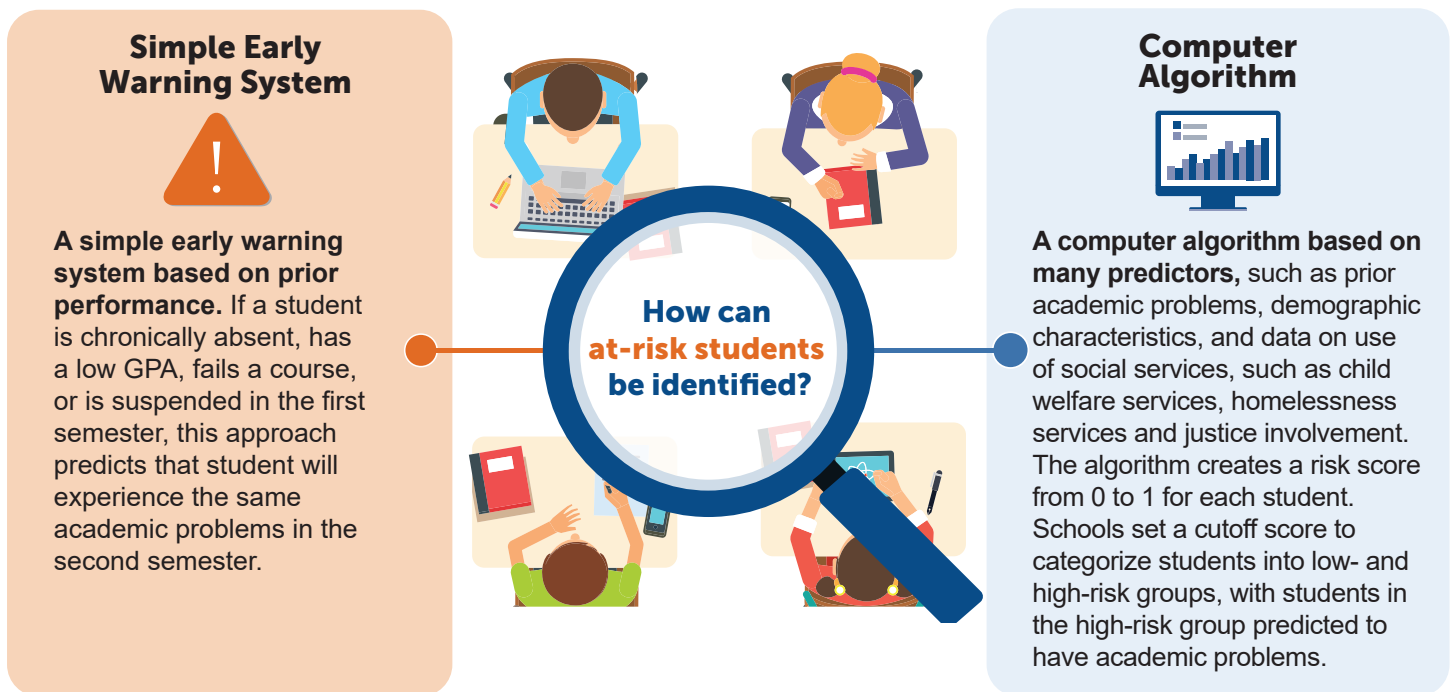 Simple Early
Warning System
!
A simple early warning
system based on prior
performance. If a student
is chronically absent, has
a low GPA, fails a course,
or is suspended in the first
semester, this approach
predicts that student will
experience the same
academic problems in the
second semester.
How can
at-risk students
be identified?
Computer
Algorithm
A computer algorithm based on
many predictors, such as prior
academic problems, demographic
characteristics, and data on use
of social services, such as child
welfare services, homelessness
services and justice involvement.
The algorithm creates a risk score
from 0 to 1 for each student.
Schools set a cutoff score to
categorize students into low- and
high-risk groups, with students in
the high-risk group predicted to
have academic problems.